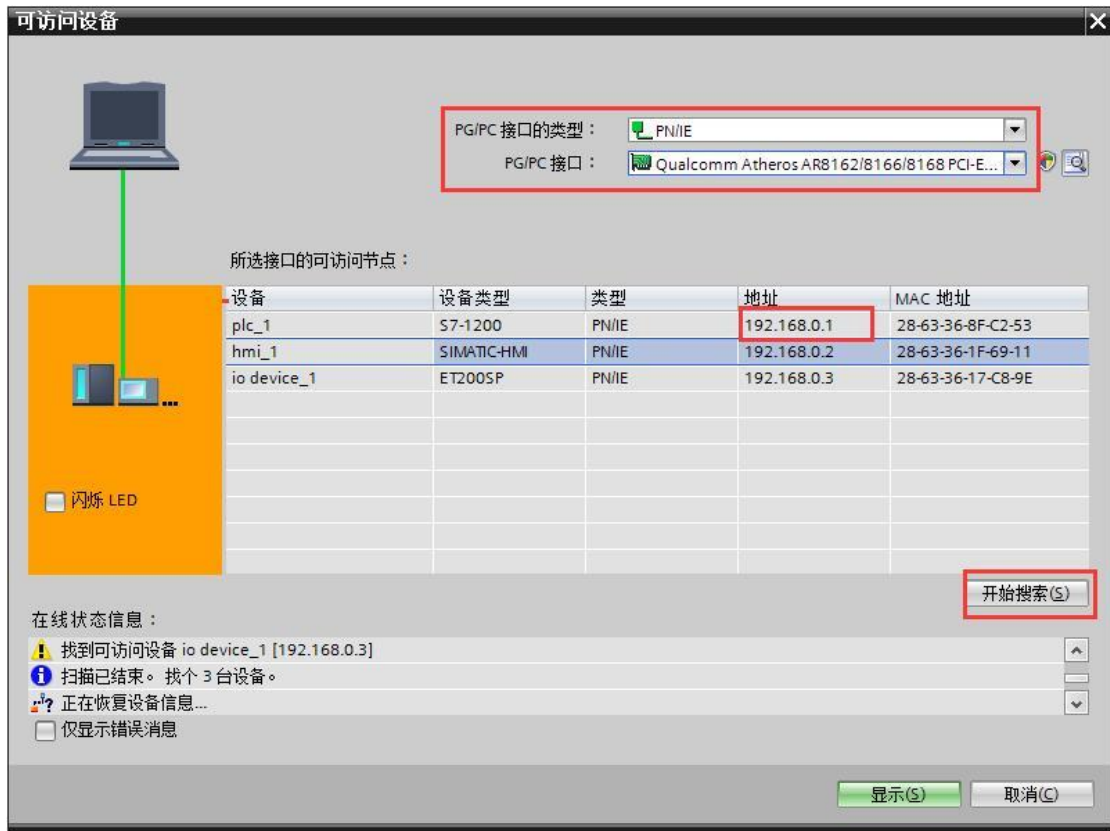 可访问设备
PG/PC 接口的类型： PN/IE
PG/PC 接口： Qualcomm Atheros AR8162/8166/8168 PCI-E...
所选接口的可访问节点：
设备 设备类型 类型 地址 MAC 地址
plc_1 S7-1200 PN/IE 192.168.0.1 28-63-36-8F-C2-53
hmi_1 SIMATIC-HMI PN/IE 192.168.0.2 28-63-36-1F-69-11
io device_1 ET200SP PN/IE 192.168.0.3 28-63-36-17-C8-9E
闪烁 LED
开始搜索(S)
在线状态信息：
找到可访问设备 io device_1 [192.168.0.3]
扫描已结束。找个 3 台设备。
正在恢复设备信息...
仅显示错误消息
显示(S) 取消(C)